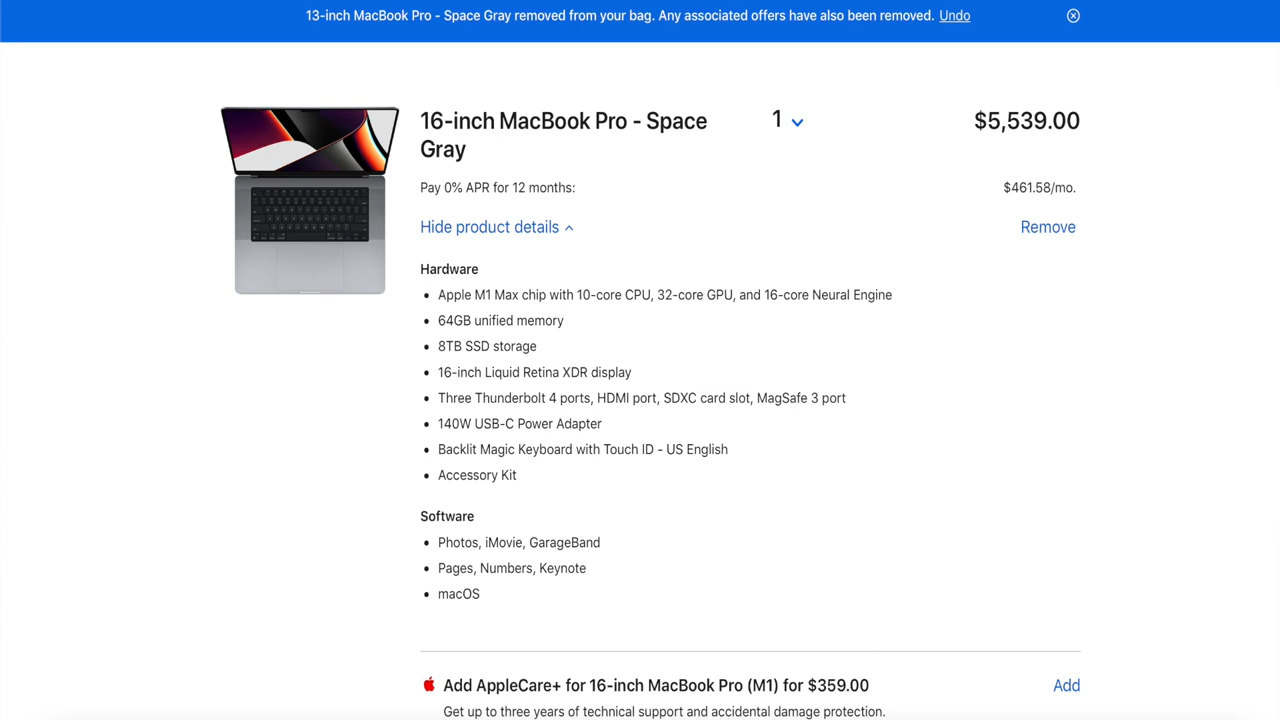 13-inch MacBook Pro - Space Gray removed from your bag. Any associated offers have also been removed. Undo
16-inch MacBook Pro - Space Gray
1
$5,539.00
Pay 0% APR for 12 months:
$461.58/mo.
Hide product details
Remove
Hardware
• Apple M1 Max chip with 10-core CPU, 32-core GPU, and 16-core Neural Engine
• 64GB unified memory
• 8TB SSD storage
• 16-inch Liquid Retina XDR display
• Three Thunderbolt 4 ports, HDMI port, SDXC card slot, MagSafe 3 port
• 140W USB-C Power Adapter
• Backlit Magic Keyboard with Touch ID - US English
• Accessory Kit
Software
• Photos, iMovie, GarageBand
• Pages, Numbers, Keynote
• macOS
Add AppleCare+ for 16-inch MacBook Pro (M1) for $359.00
Add
Get up to three years of technical support and accidental damage protection.